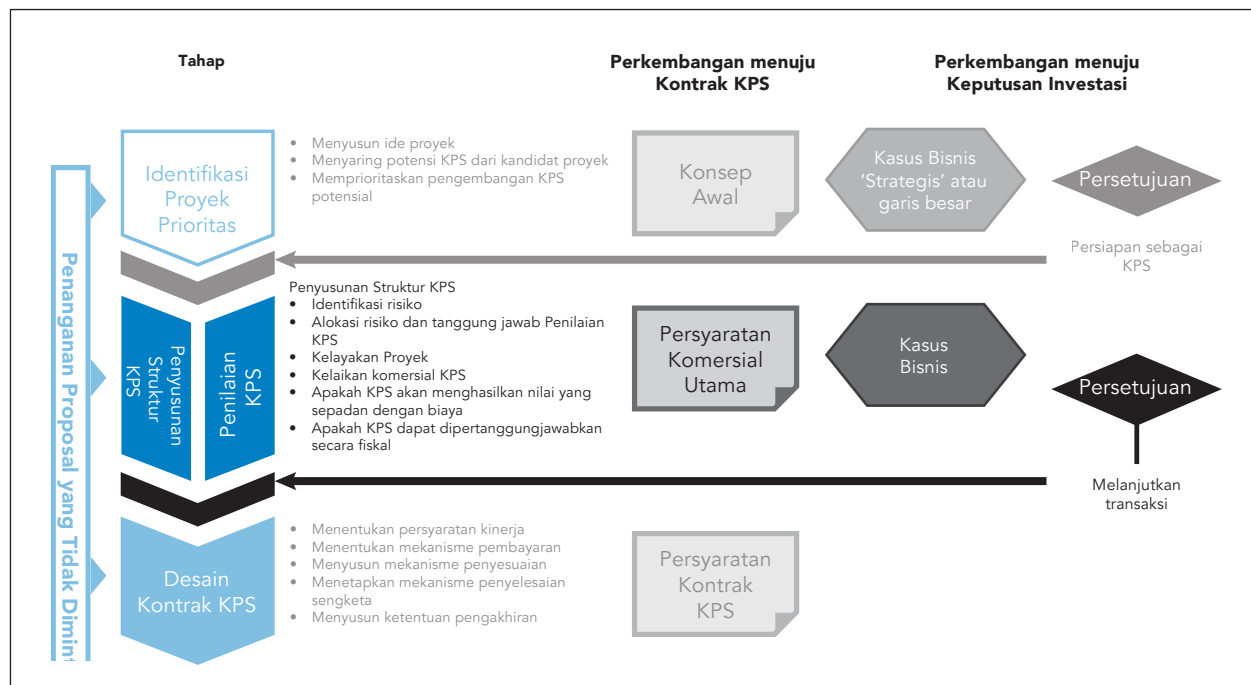 Tahap
Perkembangan menuju
Kontrak KPS
Perkembangan menuju
Keputusan Investasi
Penanganan Proposal yang Tidak Dimint
Identifikasi
Proyek
Prioritas
• Menyusun ide proyek
• Menyaring potensi KPS dari kandidat proyek
• Memprioritaskan pengembangan KPS
potensial
Konsep
Awal
Kasus Bisnis
‘Strategis’ atau
garis besar
Persetujuan
Persiapan sebagai
KPS
Penyusunan
Struktur
KPS
Penilaian
KPS
Penyusunan Struktur KPS
• Identifikasi risiko
• Alokasi risiko dan tanggung jawab Penilaian
KPS
• Kelayakan Proyek
• Kelaikan komersial KPS
• Apakah KPS akan menghasilkan nilai yang
sepadan dengan biaya
• Apakah KPS dapat dipertanggungjawabkan
secara fiskal
Persyaratan
Komersial
Utama
Kasus
Bisnis
Persetujuan
Melanjutkan
transaksi
Desain
Kontrak KPS
• Menentukan persyaratan kinerja
• Menentukan mekanisme pembayaran
• Menyusun mekanisme penyesuaian
• Menetapkan mekanisme penyelesaian
sengketa
• Menyusun ketentuan pengakhiran
Persyaratan
Kontrak
KPS